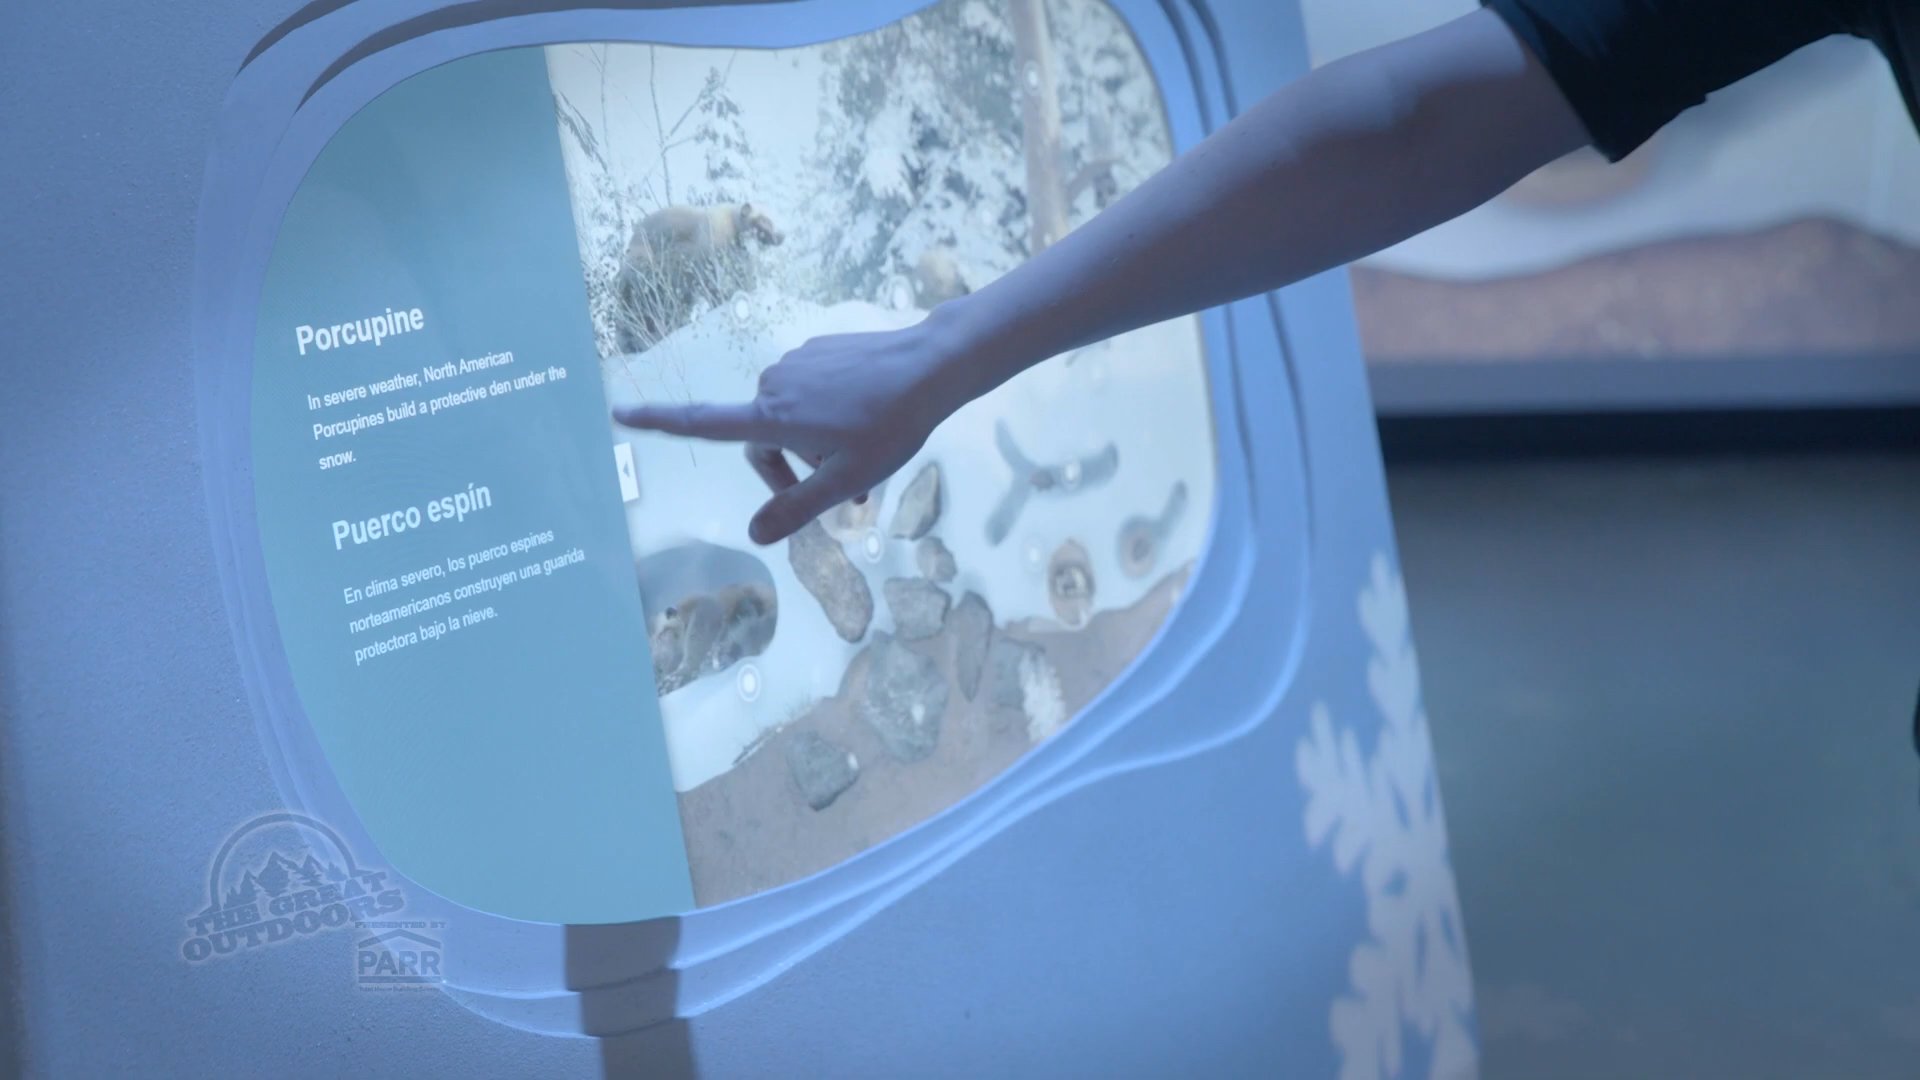 Porcupine
In severe weather, North American
Porcupines build a protective den under the
snow.
Puerco espín
En clima severo, los puerco espines
norteamericanos construyen una guarida
protectora bajo la nieve.
THE GREAT
OUTDOORS
PRESENTED BY
PARR